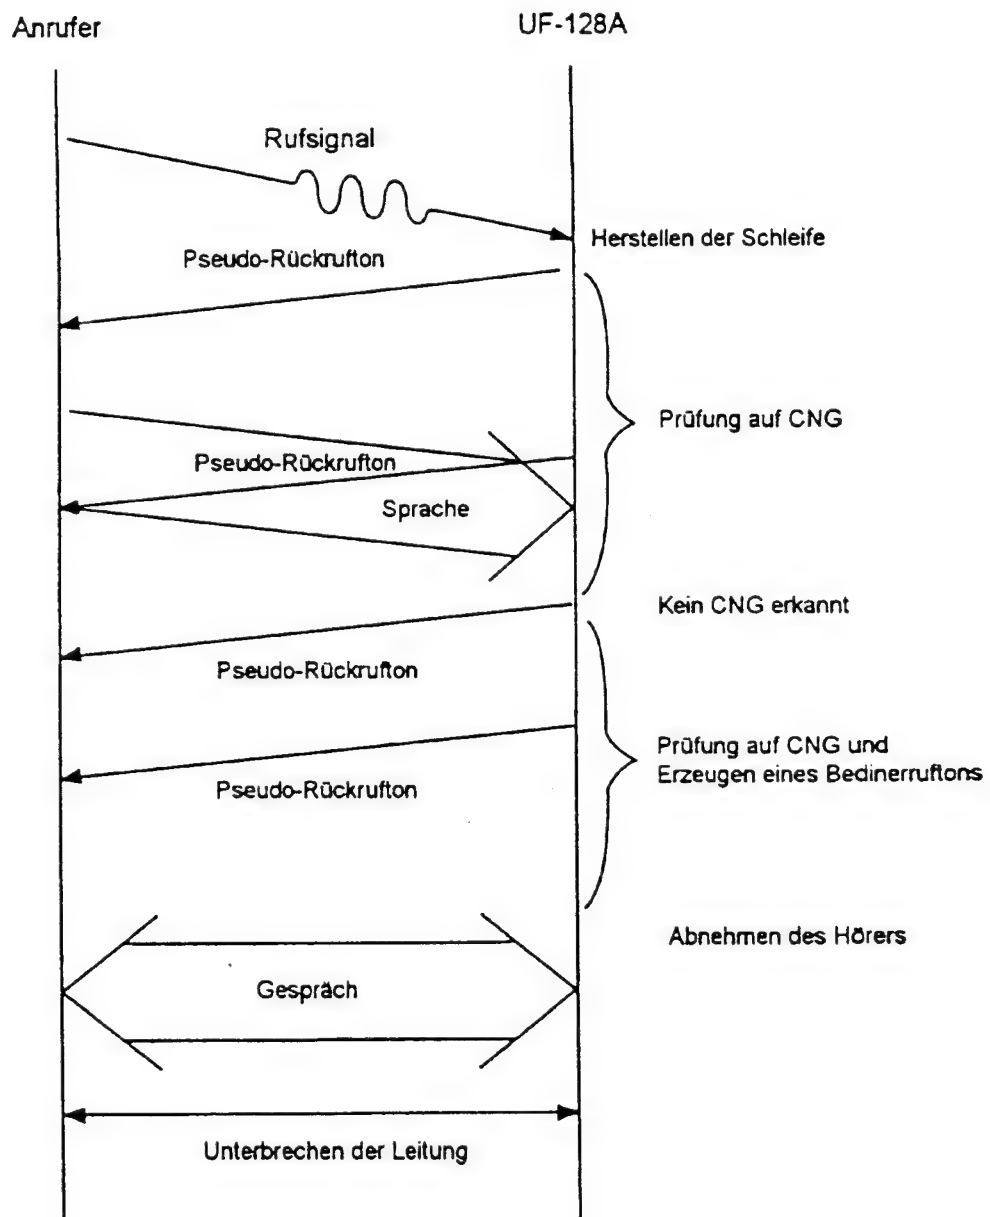 Anrufer
UF-128A
Rufsignal
Herstellen der Schleife
Pseudo-Rückrufton
Prüfung auf CNG
Pseudo-Rückrufton
Sprache
Kein CNG erkannt
Pseudo-Rückrufton
Prüfung auf CNG und
Erzeugen eines Bedinerruftons
Pseudo-Rückrufton
Abnehmen des Hörers
Gespräch
Unterbrechen der Leitung